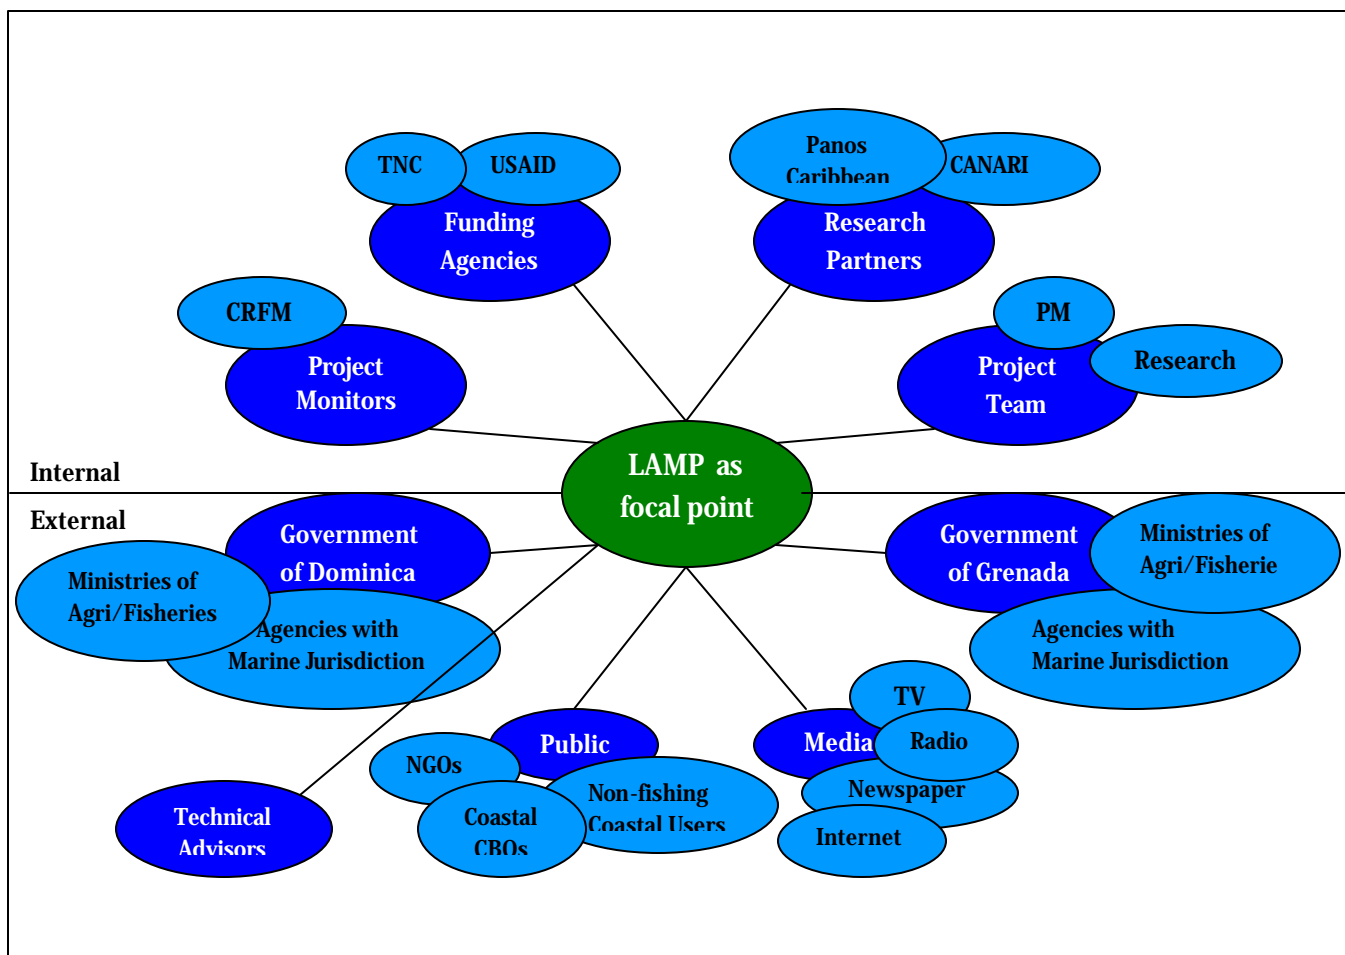 TNC
USAID
Funding
Agencies
Panos
Caribbean
CANARI
Research
Partners
CRFM
Project
Monitors
PM
Research
Project
Team
LAMP as
focal point
Internal
External
Government
of Dominica
Ministries of
Agri/Fisheries
Agencies with
Marine Jurisdiction
Government
of Grenada
Ministries of
Agri/Fisherie
Agencies with
Marine Jurisdiction
Technical
Advisors
Public
NGOs
Coastal
CBOs
Non-fishing
Coastal Users
Media
TV
Radio
Newspaper
Internet